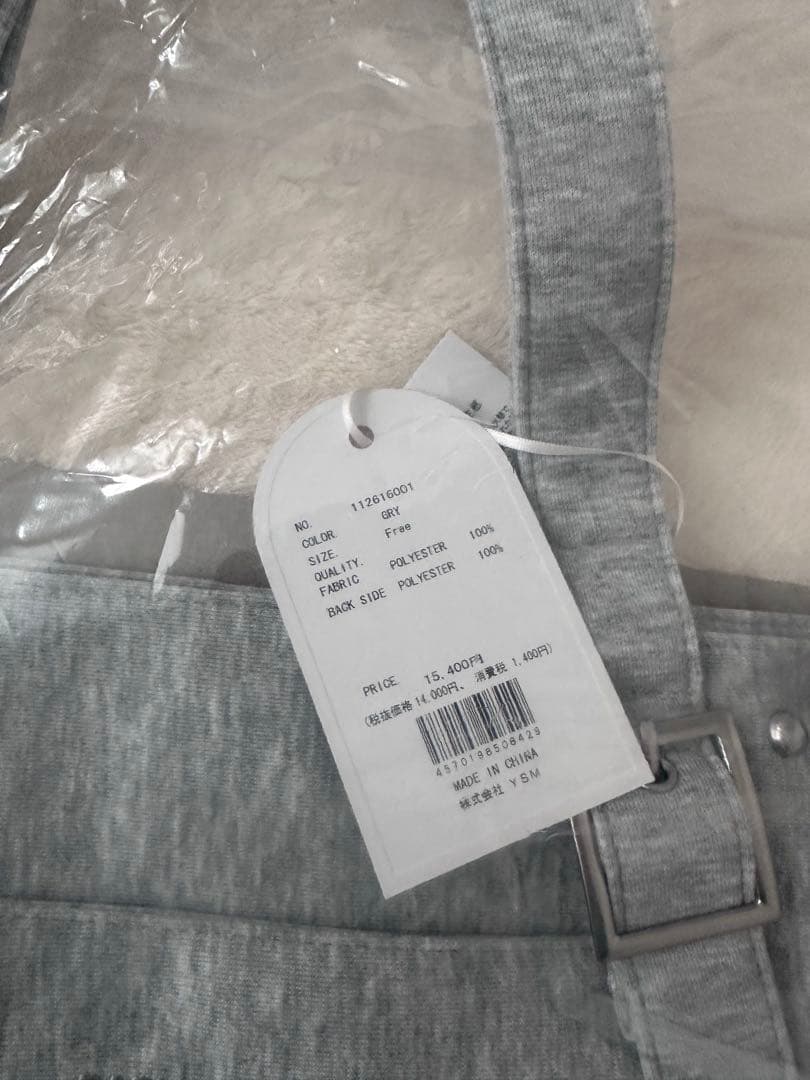 NO. 112616001
COLOR. GRY
SIZE. Free
QUALITY.
FABRIC POLYESTER 100%
BACK SIDE POLYESTER 100%
PRICE. 15,400円
(税抜価格 14,000円、 消費税 1,400円)
4570198508429
MADE IN CHINA
株式会社 YSM